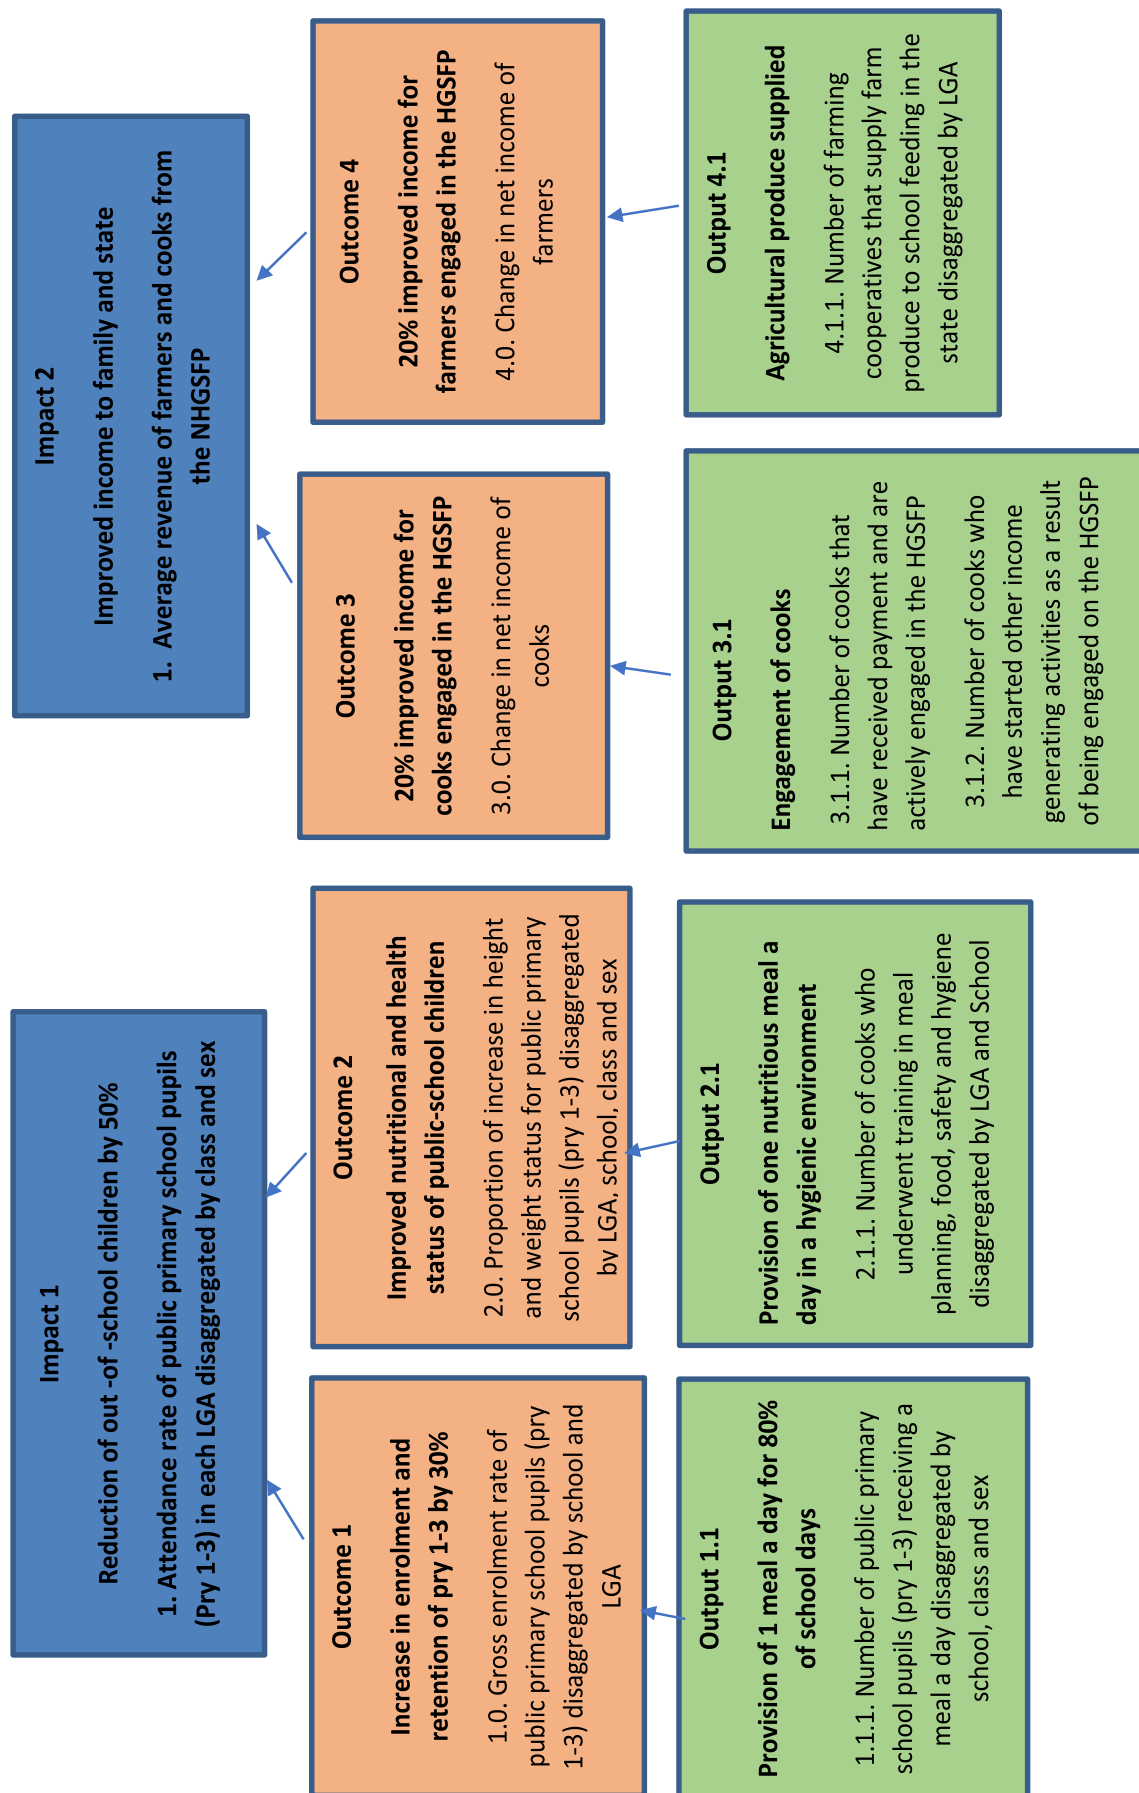 Impact 1
Reduction of out -of -school children by 50%
1. Attendance rate of public primary school pupils
(Pry 1-3) in each LGA disaggregated by class and sex
Impact 2
Improved income to family and state
1. Average revenue of farmers and cooks from
the NHGSFP
Outcome 1
Increase in enrolment and
retention of pry 1-3 by 30%
1.0. Gross enrolment rate of
public primary school pupils (pry
1-3) disaggregated by school and
LGA
Outcome 2
Improved nutritional and health
status of public-school children
2.0. Proportion of increase in height
and weight status for public primary
school pupils (pry 1-3) disaggregated
by LGA, school, class and sex
Outcome 3
20% improved income for
cooks engaged in the HGSFP
3.0. Change in net income of
cooks
Outcome 4
20% improved income for
farmers engaged in the HGSFP
4.0. Change in net income of
farmers
Output 1.1
Provision of 1 meal a day for 80%
of school days
1.1.1. Number of public primary
school pupils (pry 1-3) receiving a
meal a day disaggregated by
school, class and sex
Output 2.1
Provision of one nutritious meal a
day in a hygienic environment
2.1.1. Number of cooks who
underwent training in meal
planning, food, safety and hygiene
disaggregated by LGA and School
Output 3.1
Engagement of cooks
3.1.1. Number of cooks that
have received payment and are
actively engaged in the HGSFP
3.1.2. Number of cooks who
have started other income
generating activities as a result
of being engaged on the HGSFP
Output 4.1
Agricultural produce supplied
4.1.1. Number of farming
cooperatives that supply farm
produce to school feeding in the
state disaggregated by LGA